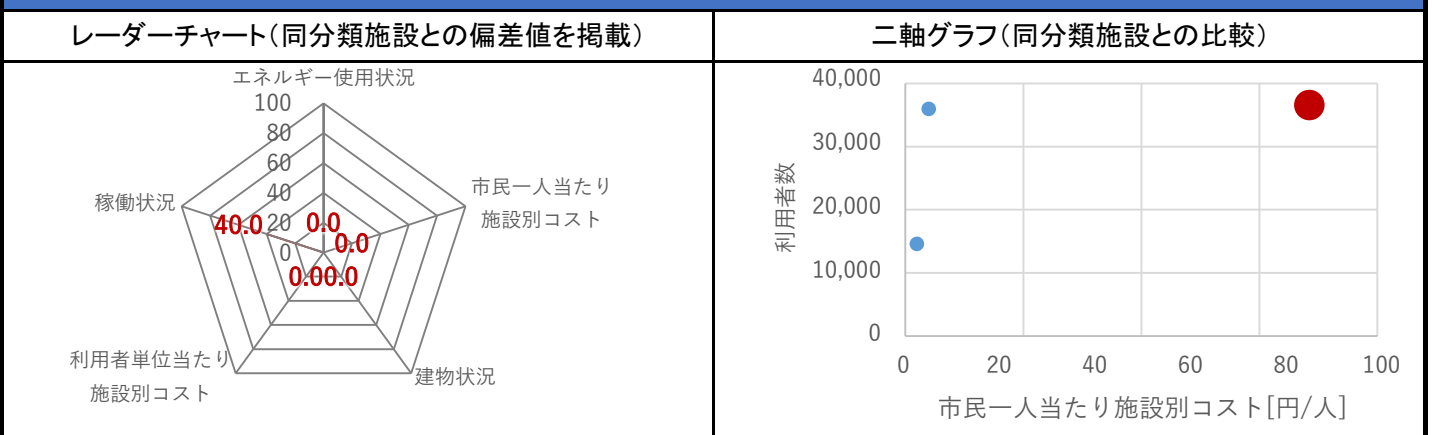 レーダーチャート（同分類施設との偏差値を掲載）
二軸グラフ（同分類施設との比較）
エネルギー使用状況
100
80
60
40
20
0
市民一人当たり
施設別コスト
稼働状況
40.0
0.0
0.0
0.0
0.0
利用者単位当たり
施設別コスト
建物状況
利用者数
40,000
30,000
20,000
10,000
0
0
20
40
60
80
100
市民一人当たり施設別コスト[円/人]